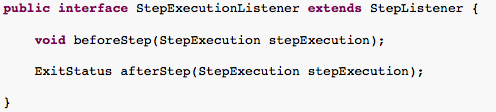 public interface StepExecutionListener extends StepListener {
void beforeStep(StepExecution stepExecution);
ExitStatus afterStep(StepExecution stepExecution);
}